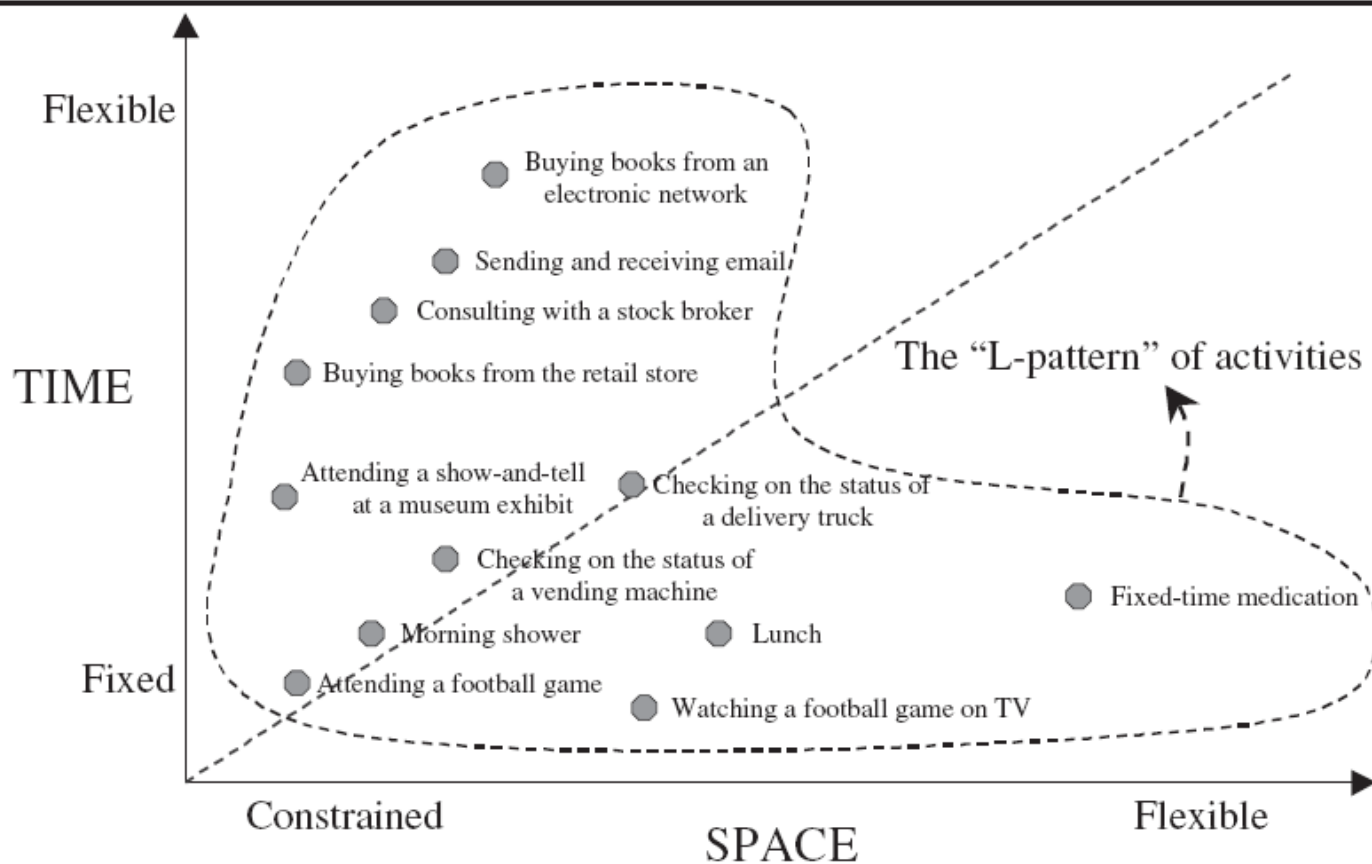 Flexible
Buying books from an
electronic network
Sending and receiving email
Consulting with a stock broker
The “L-pattern” of activities
TIME
Buying books from the retail store
Attending a show-and-tell
at a museum exhibit
Checking on the status of
a delivery truck
Checking on the status of
a vending machine
Fixed-time medication
Morning shower
Lunch
Fixed
Attending a football game
Watching a football game on TV
Constrained
Flexible
SPACE